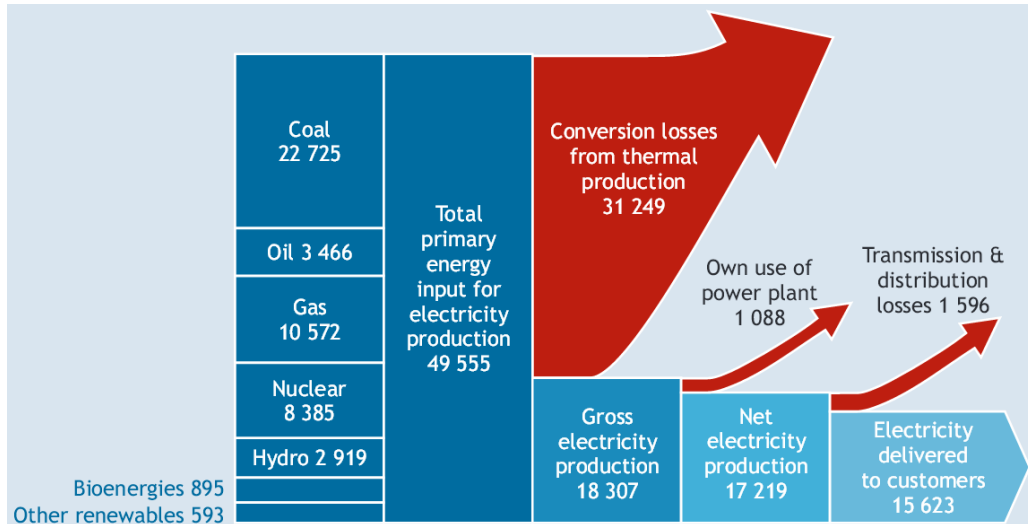 Coal
22 725
Oil 3 466
Gas
10 572
Nuclear
8 385
Hydro 2 919
Bioenergies 895
Other renewables 593
Total
primary
energy
input for
electricity
production
49 555
Conversion losses
from thermal
production
31 249
Own use of
power plant
1 088
Transmission &
distribution
losses 1 596
Gross
electricity
production
18 307
Net
electricity
production
17 219
Electricity
delivered
to customers
15 623